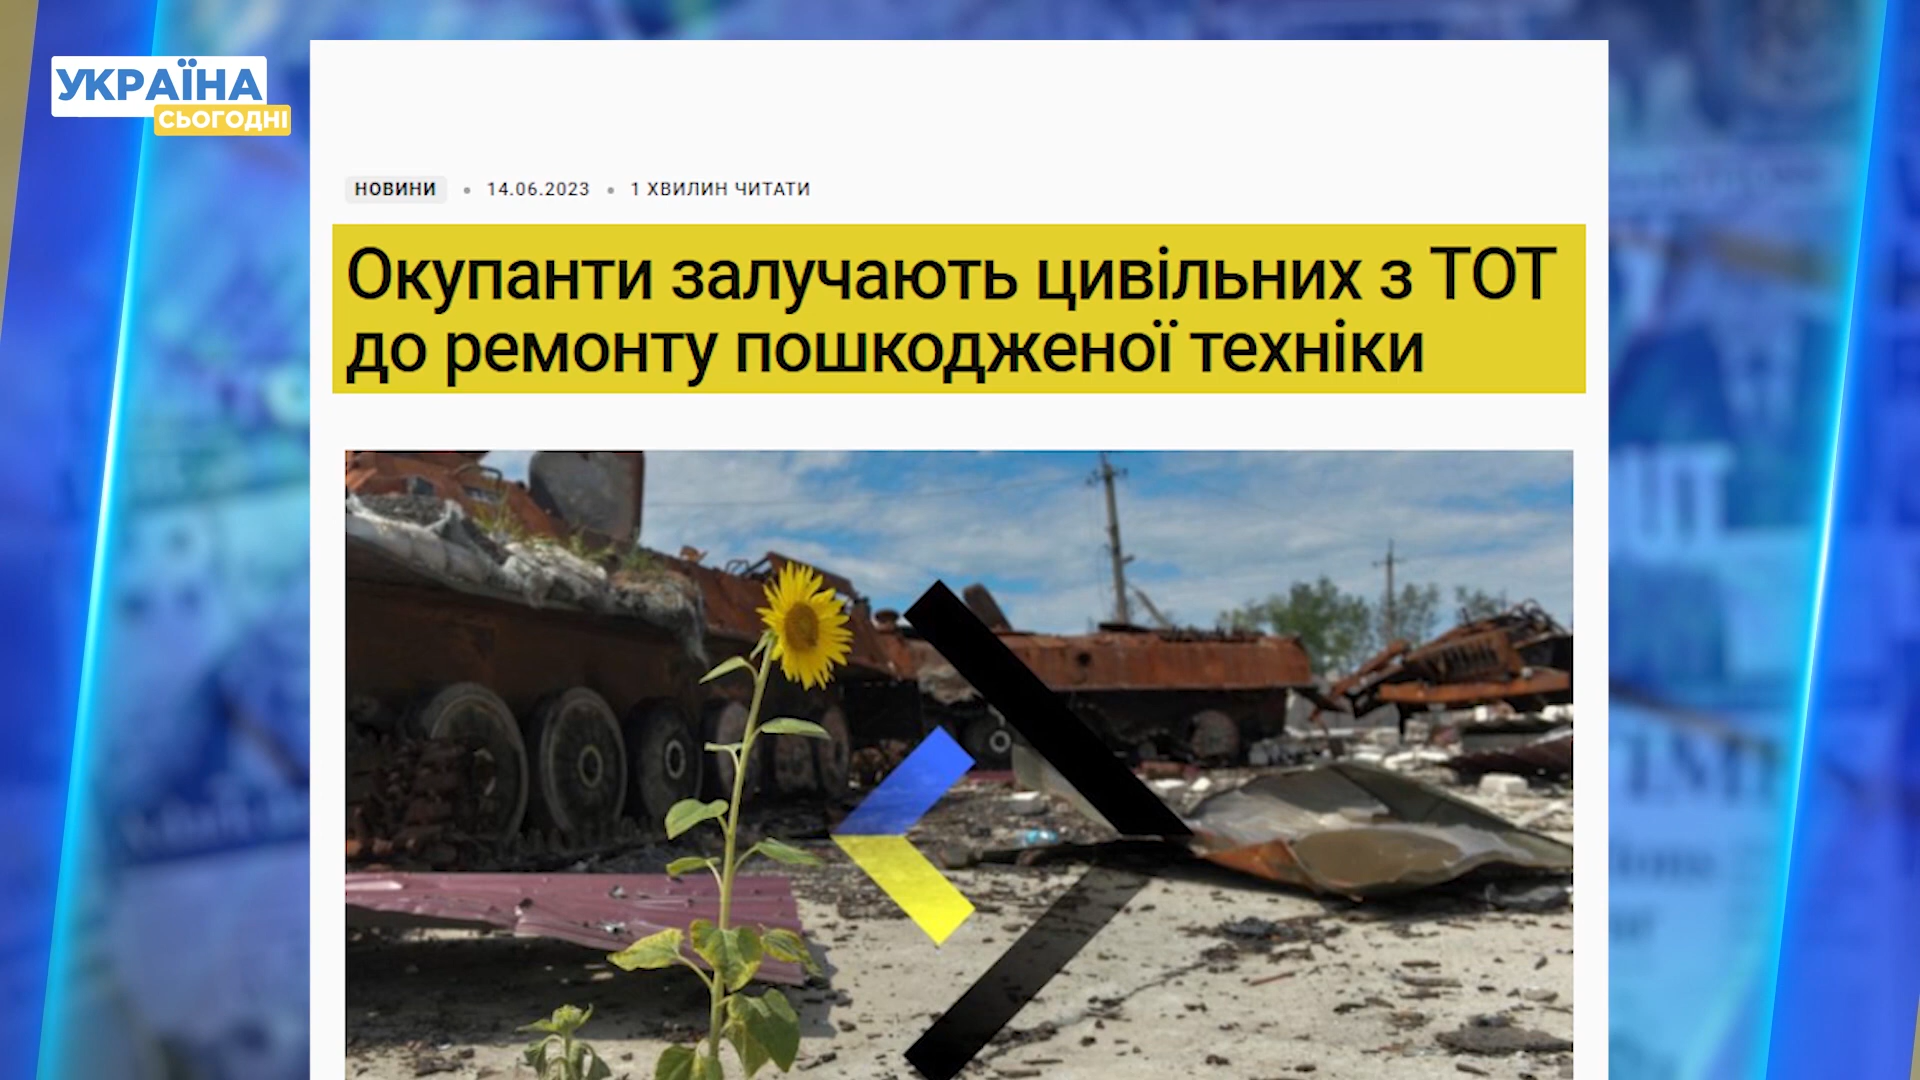 УКРАЇНА
СЬОГОДНІ
НОВИНИ • 14.06.2023 • 1 ХВИЛИН ЧИТАТИ
Окупанти залучають цивільних з ТОТ
до ремонту пошкодженої техніки